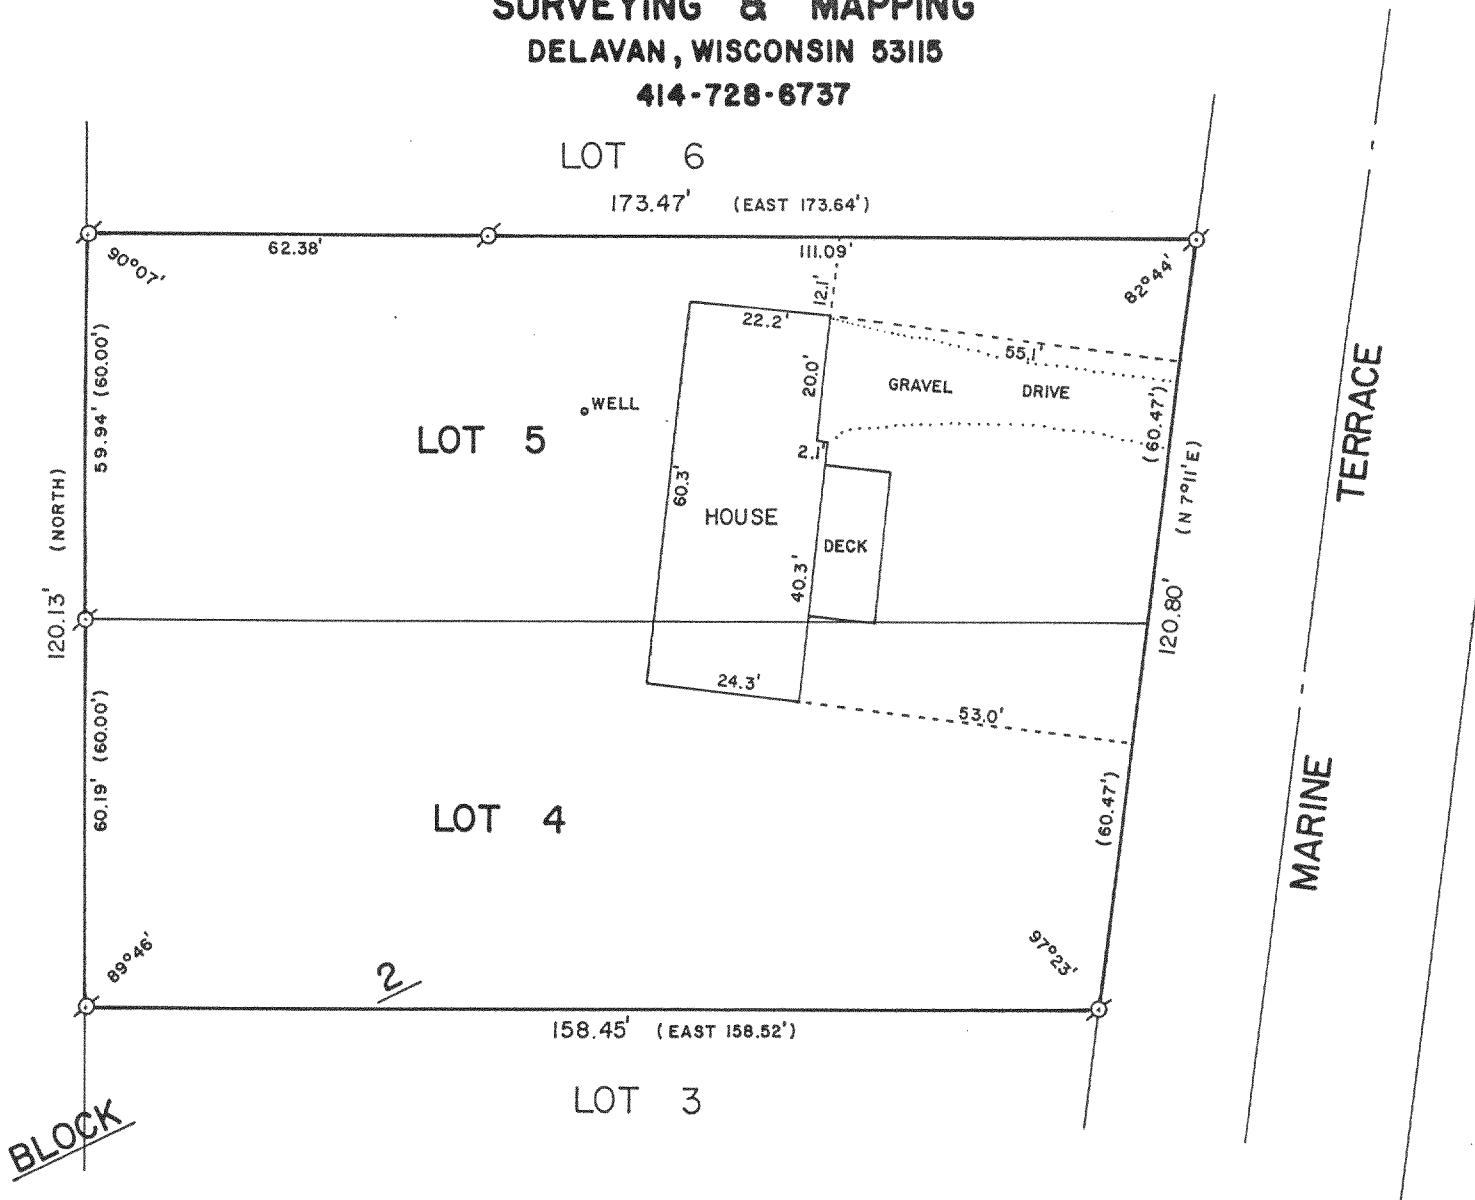 SURVEYING & MAPPING
DELAVAN, WISCONSIN 53115
414-728-6737
LOT 6
173.47' (EAST 173.64')
62.38'
111.09'
90°07'
82°44'
12.1'
22.2'
55.1'
20.0'
GRAVEL DRIVE
(60.47')
59.94' (60.00')
WELL
LOT 5
2.1'
60.3'
HOUSE
DECK
40.3'
(N 7°11' E)
TERRACE
120.13' (NORTH)
120.80'
24.3'
53.0'
60.19' (60.00')
LOT 4
(60.47')
MARINE
89°46'
2
97°23'
158.45' (EAST 158.52')
LOT 3
BLOCK